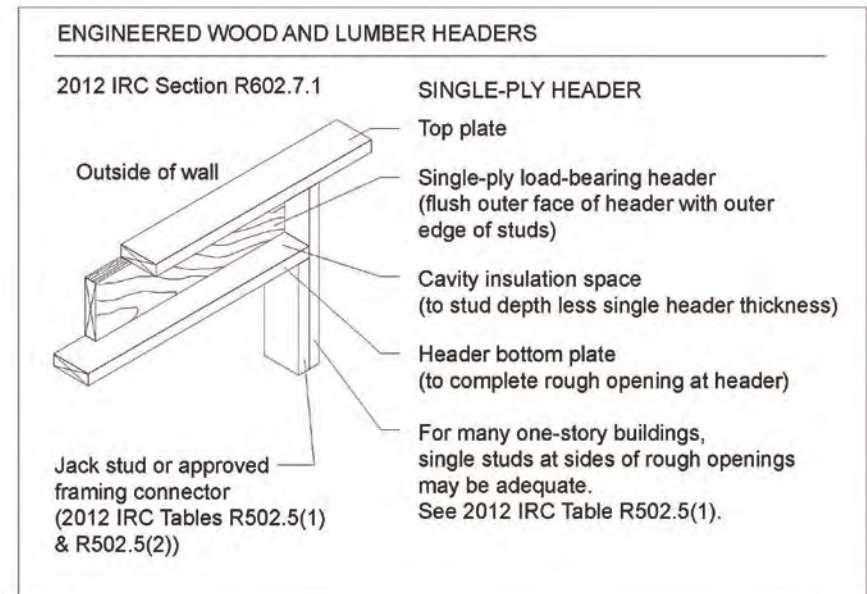 ENGINEERED WOOD AND LUMBER HEADERS
2012 IRC Section R602.7.1
SINGLE-PLY HEADER
Top plate
Outside of wall
Single-ply load-bearing header
(flush outer face of header with outer
edge of studs)
Cavity insulation space
(to stud depth less single header thickness)
Header bottom plate
(to complete rough opening at header)
For many one-story buildings,
single studs at sides of rough openings
may be adequate.
See 2012 IRC Table R502.5(1).
Jack stud or approved
framing connector
(2012 IRC Tables R502.5(1)
& R502.5(2))